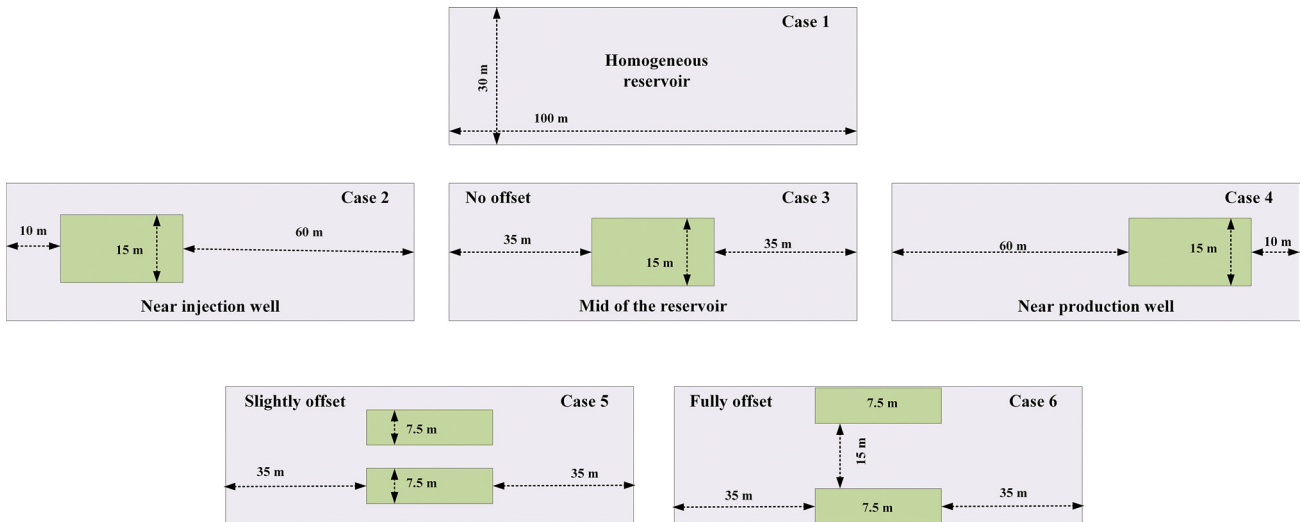 Case 1
Homogeneous
reservoir
30 m
100 m
Case 2
10 m
15 m
60 m
Near injection well
No offset
Case 3
35 m
35 m
15 m
Mid of the reservoir
Case 4
60 m
15 m
10 m
Near production well
Slightly offset
Case 5
7.5 m
35 m
7.5 m
35 m
Fully offset
Case 6
7.5 m
15 m
35 m
35 m
7.5 m